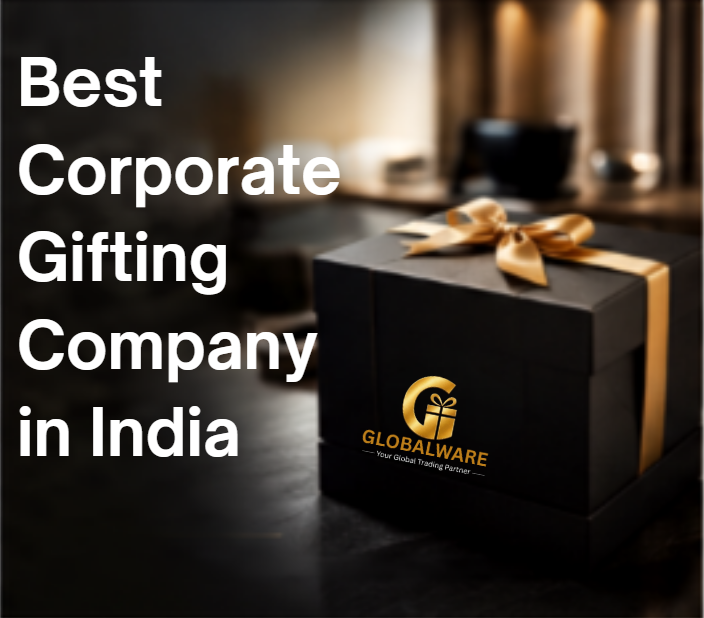 Best
Corporate
Gifting
Company
in India
GLOBALWARE
Your Global Trading Partner